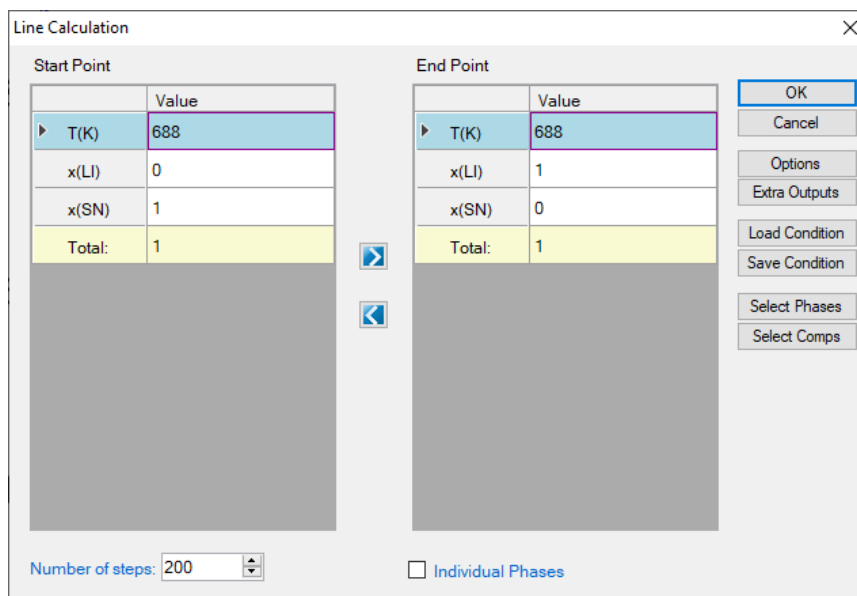 Line Calculation
Start Point
Value
T(K) 688
x(LI) 0
x(SN) 1
Total: 1
End Point
Value
T(K) 688
x(LI) 1
x(SN) 0
Total: 1
OK
Cancel
Options
Extra Outputs
Load Condition
Save Condition
Select Phases
Select Comps
Number of steps: 200
Individual Phases